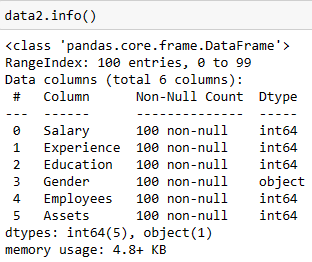 data2.info()
<class 'pandas.core.frame.DataFrame'>
RangeIndex: 100 entries, 0 to 99
Data columns (total 6 columns):
 #   Column      Non-Null Count  Dtype
---  ------      --------------  -----
 0   Salary      100 non-null    int64
 1   Experience  100 non-null    int64
 2   Education   100 non-null    int64
 3   Gender      100 non-null    object
 4   Employees   100 non-null    int64
 5   Assets      100 non-null    int64
dtypes: int64(5), object(1)
memory usage: 4.8+ KB